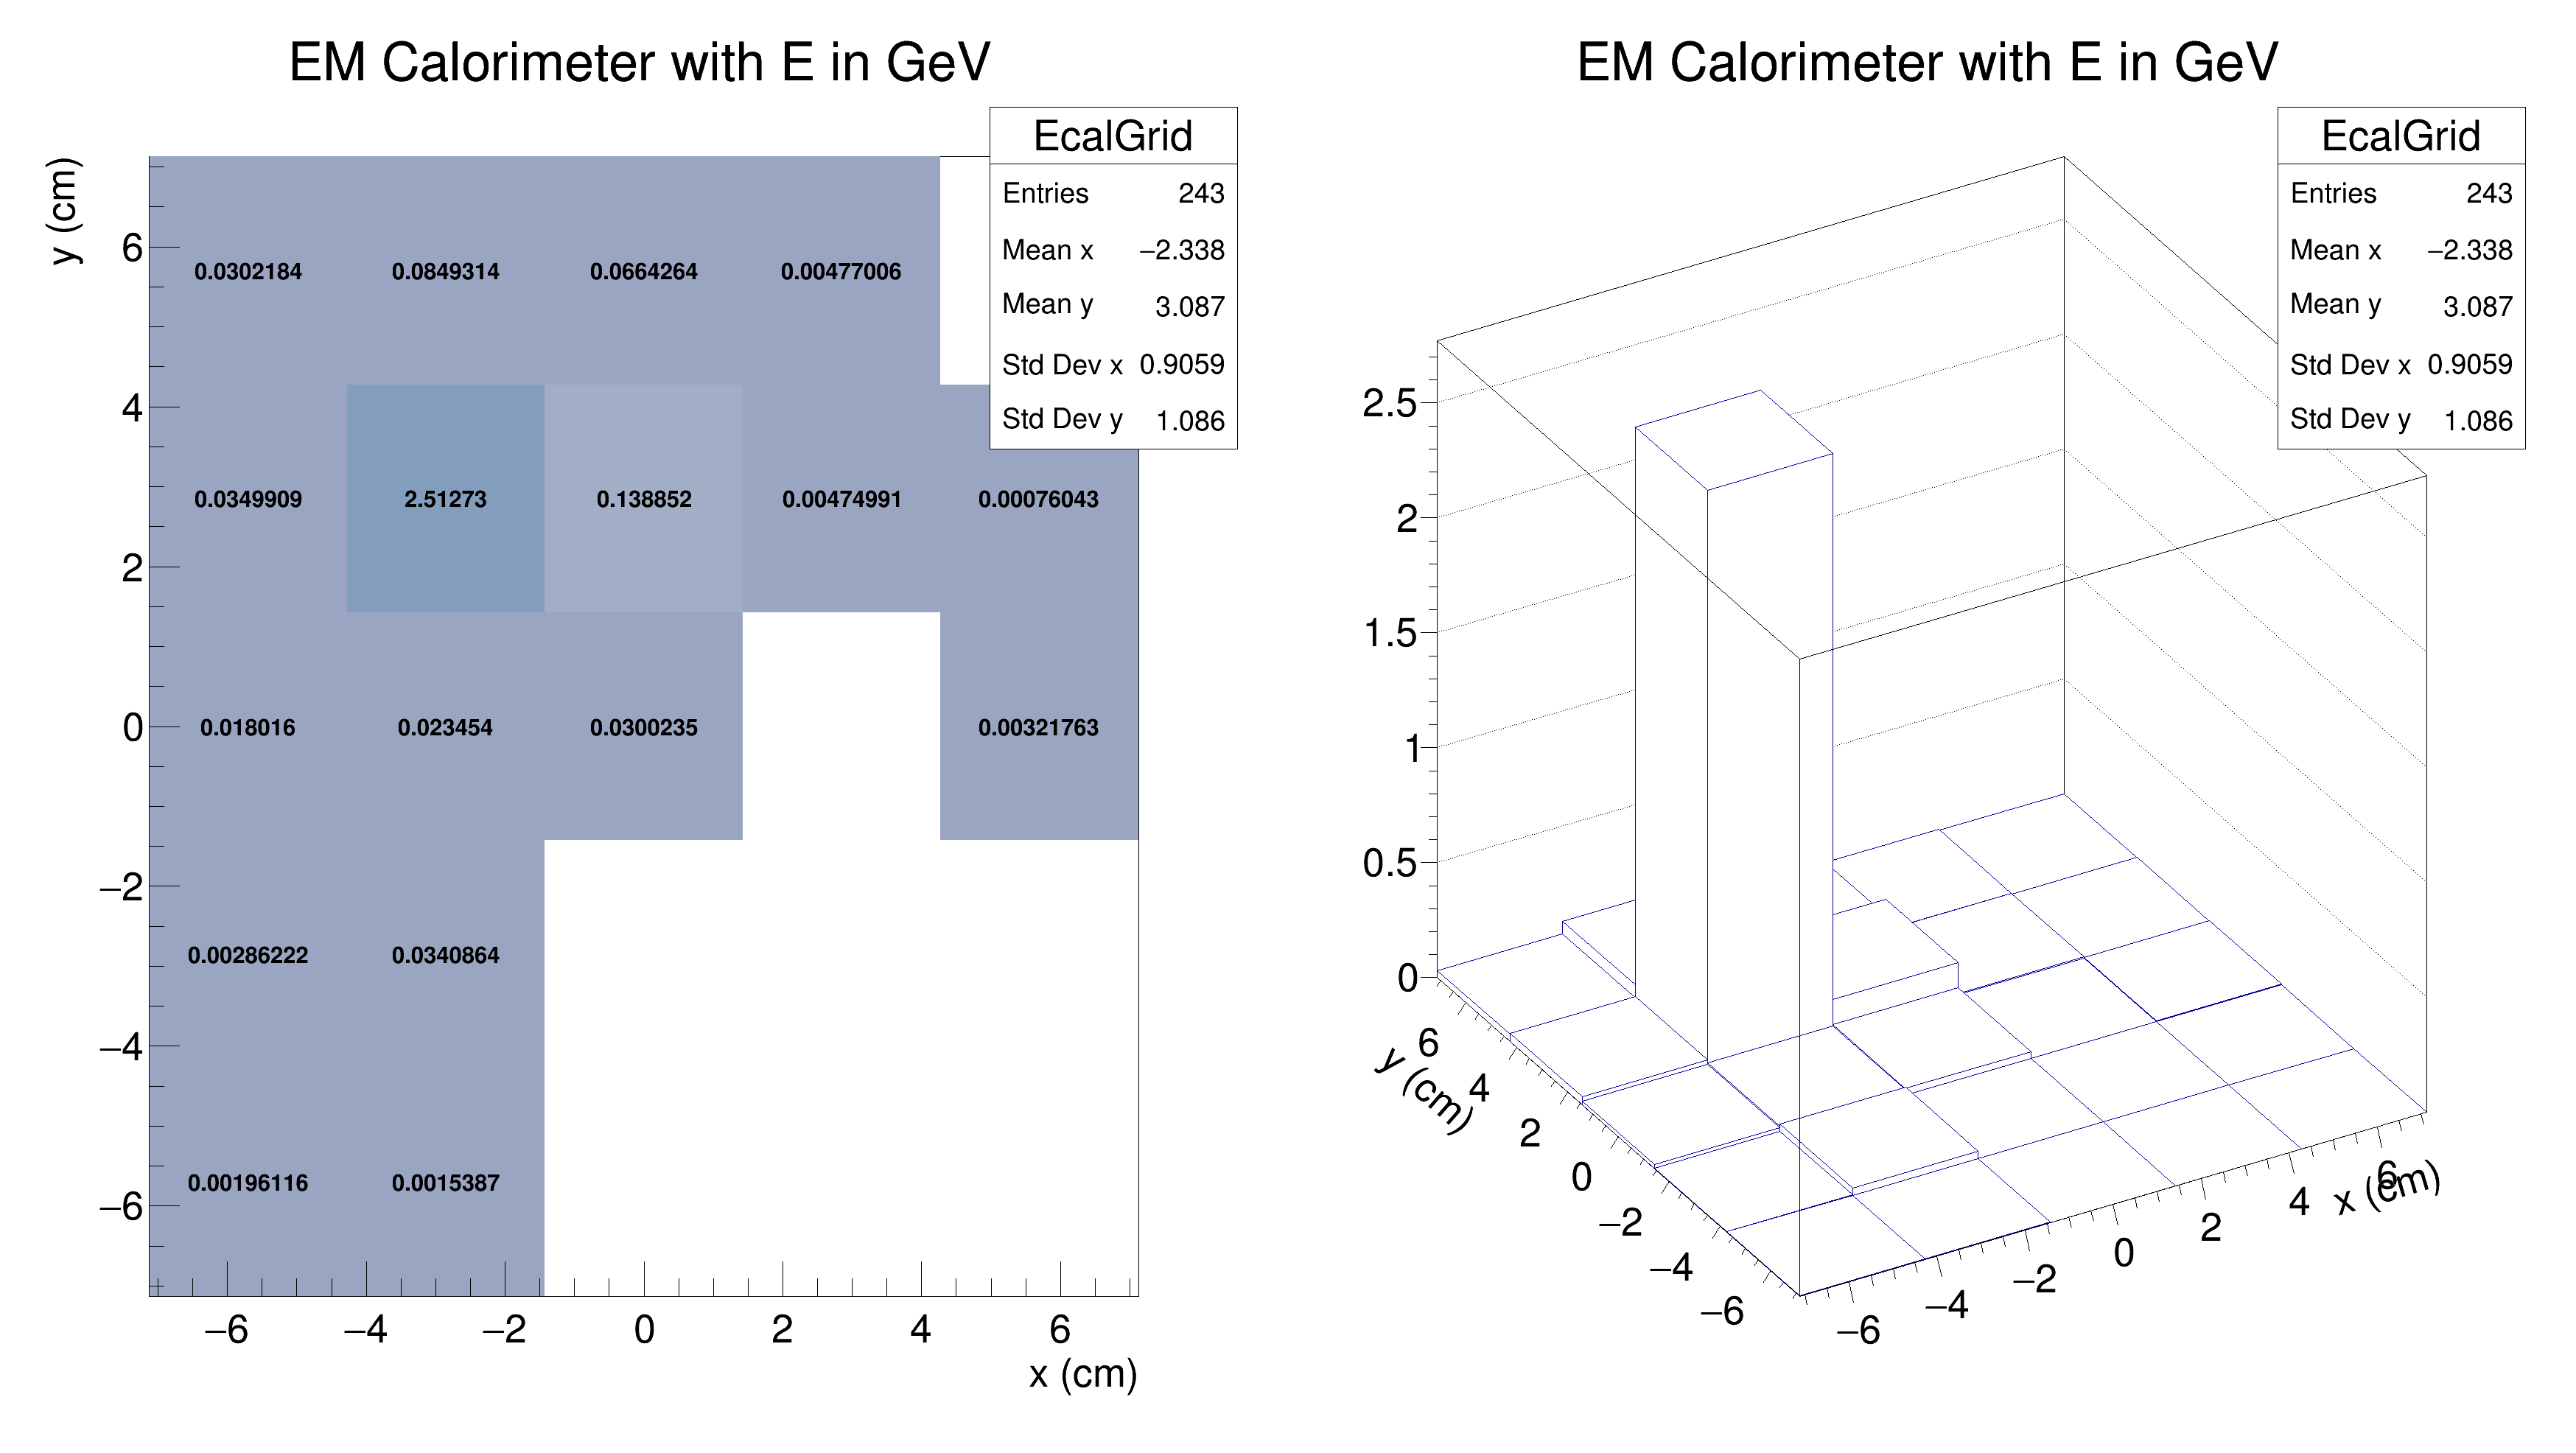 EM Calorimeter with E in GeV
EcalGrid
Entries 243
Mean x −2.338
Mean y 3.087
Std Dev x 0.9059
Std Dev y 1.086
y (cm)
6
4
2
0
−2
−4
−6
0.0302184 0.0849314 0.0664264 0.00477006
0.0349909 2.51273 0.138852 0.00474991 0.00076043
0.018016 0.023454 0.0300235 0.00321763
0.00286222 0.0340864
0.00196116 0.0015387
−6 −4 −2 0 2 4 6
x (cm)
EM Calorimeter with E in GeV
EcalGrid
Entries 243
Mean x −2.338
Mean y 3.087
Std Dev x 0.9059
Std Dev y 1.086
2.5
2
1.5
1
0.5
0
y (cm)
6
4
2
0
−2
−4
−6
−6 −4 −2 0 2 4 6
x (cm)